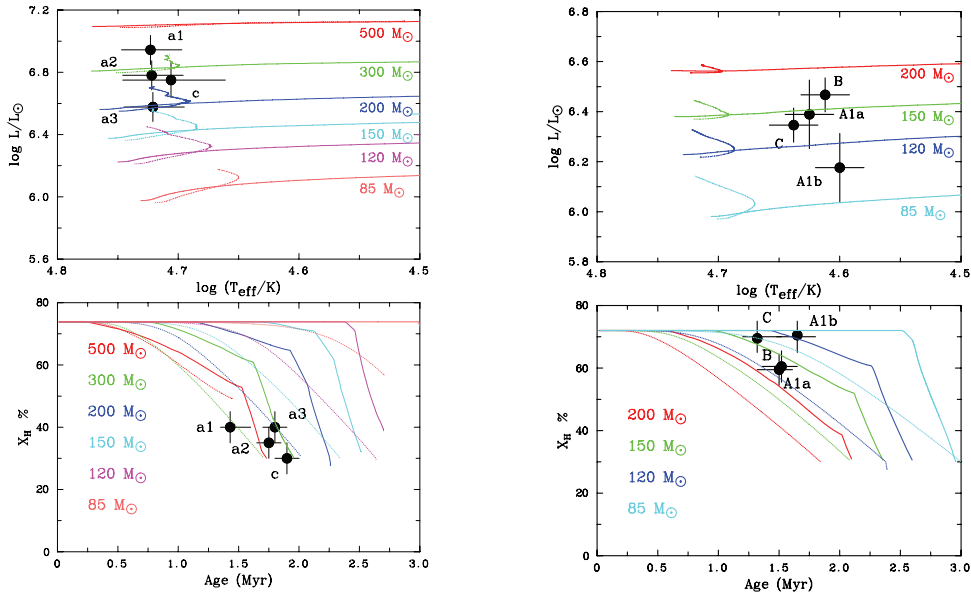 7.2
6.8
6.4
6.0
5.6
log L/L☉
a1
a2
a3
c
500 M☉
300 M☉
200 M☉
150 M☉
120 M☉
85 M☉
4.8 4.7 4.6 4.5
log (Teff/K)
6.8
6.6
6.4
6.2
6.0
5.8
log L/L☉
B
A1a
C
A1b
200 M☉
150 M☉
120 M☉
85 M☉
4.8 4.7 4.6 4.5
log (Teff/K)
80
60
40
20
0
XH %
500 M☉
300 M☉
200 M☉
150 M☉
120 M☉
85 M☉
a1
a3
a2
c
0 0.5 1.0 1.5 2.0 2.5 3.0
Age (Myr)
80
60
40
20
0
XH %
C
A1b
B
A1a
200 M☉
150 M☉
120 M☉
85 M☉
0.0 0.5 1.0 1.5 2.0 2.5 3.0
Age (Myr)